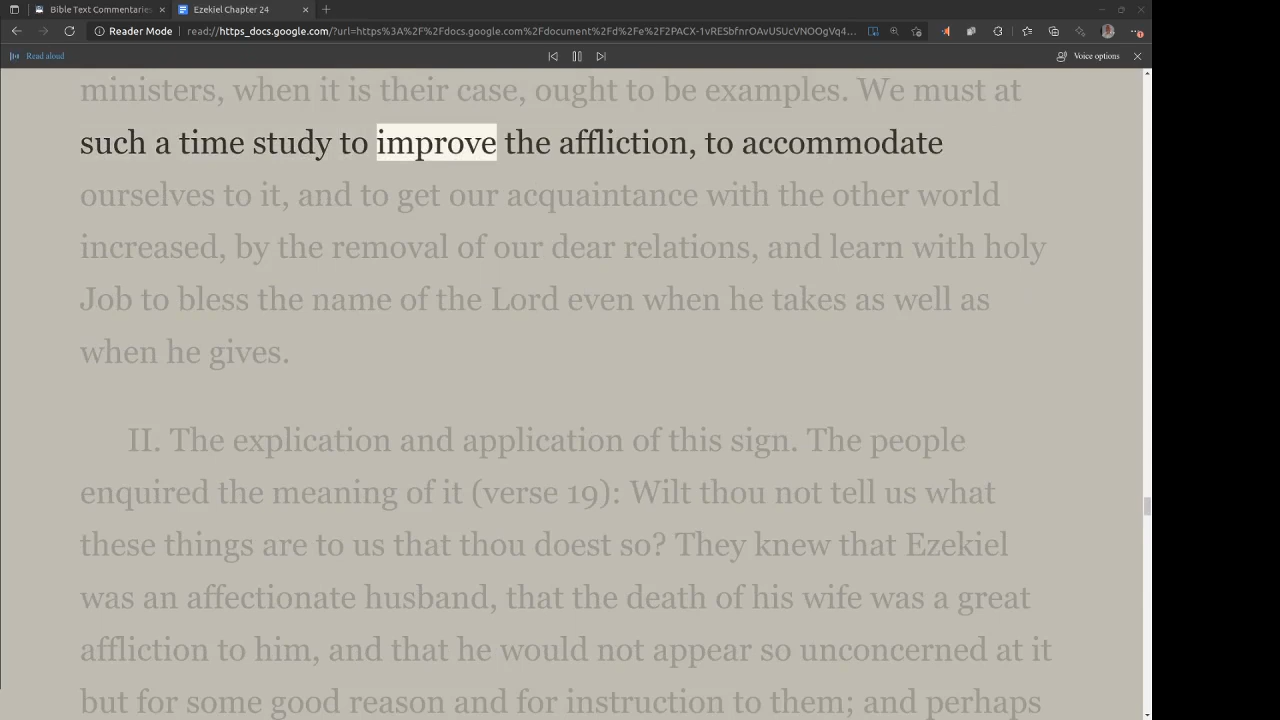 Bible Text Commentaries
Ezekiel Chapter 24
Reader Mode
read://https_docs.google.com/?url=https%3A%2F%2Fdocs.google.com%2Fdocument%2Fd%2Fe%2F2PACX-1vRESbfnrOAvUSUcVNOOgVq4...
Read aloud
Voice options
ministers, when it is their case, ought to be examples. We must at
such a time study to improve the affliction, to accommodate
ourselves to it, and to get our acquaintance with the other world
increased, by the removal of our dear relations, and learn with holy
Job to bless the name of the Lord even when he takes as well as
when he gives.
II. The explication and application of this sign. The people
enquired the meaning of it (verse 19): Wilt thou not tell us what
these things are to us that thou doest so? They knew that Ezekiel
was an affectionate husband, that the death of his wife was a great
affliction to him, and that he would not appear so unconcerned at it
but for some good reason and for instruction to them; and perhaps